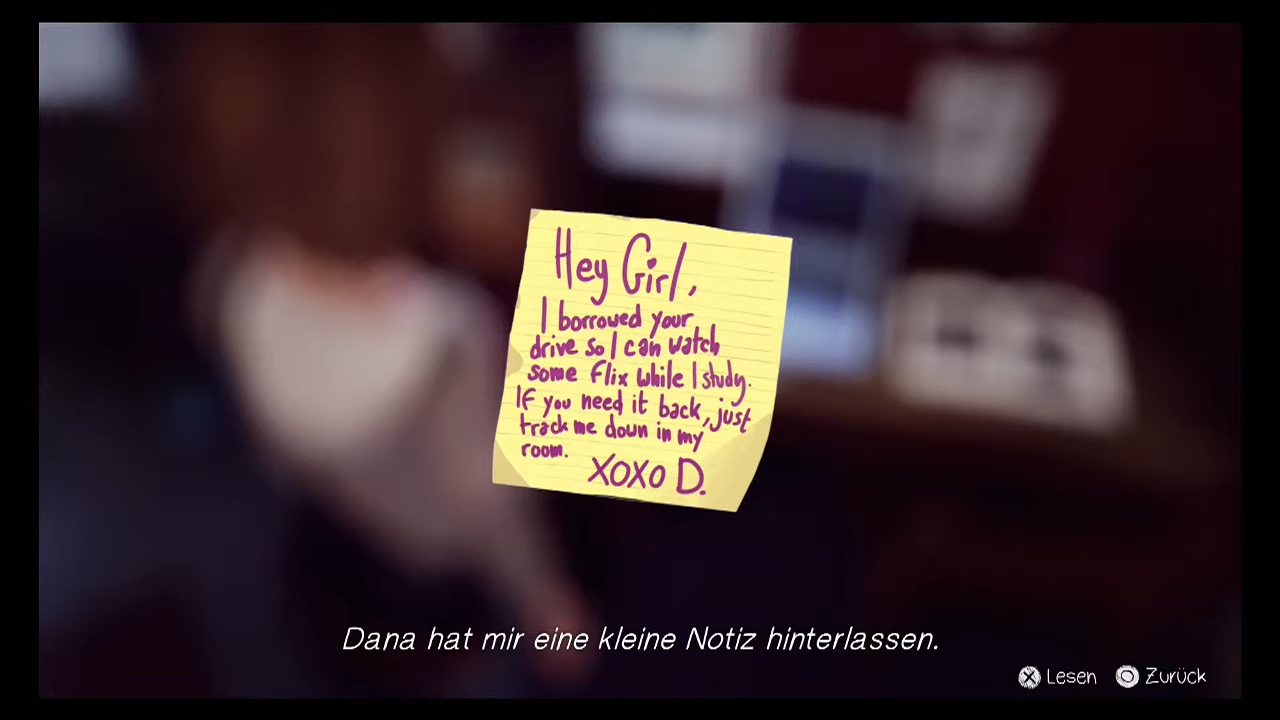 Hey Girl,
I borrowed your
drive so I can watch
some flix while I study.
If you need it back, just
track me down in my
room.
XOXO D.
Dana hat mir eine kleine Notiz hinterlassen.
Lesen Zurück